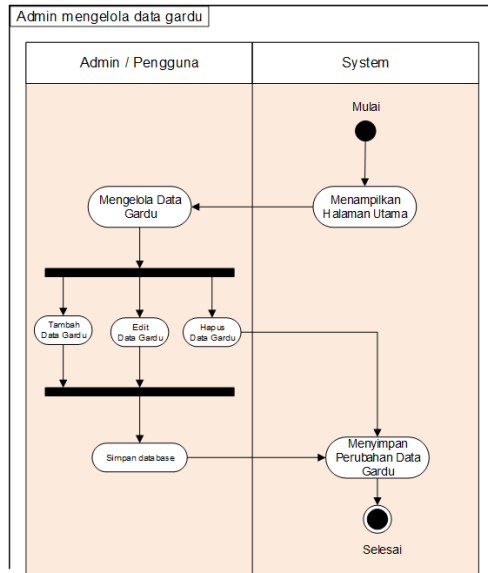 Admin mengelola data gardu
Admin / Pengguna
System
Mulai
Menampilkan
Halaman Utama
Mengelola Data
Gardu
Tambah
Data Gardu
Edit
Data Gardu
Hapus
Data Gardu
Simpan database
Menyimpan
Perubahan Data
Gardu
Selesai